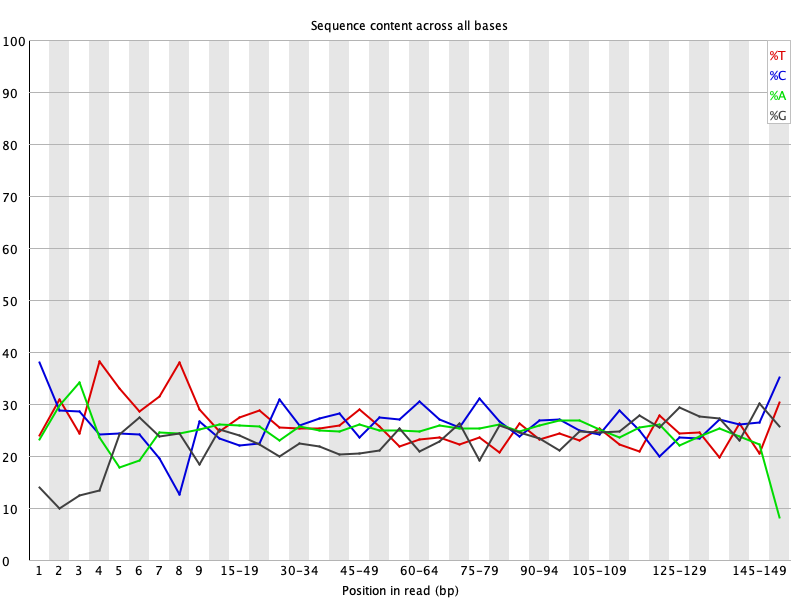 Sequence content across all bases
100
90
80
70
60
50
40
30
20
10
0
%T
%C
%A
%G
1 2 3 4 5 6 7 8 9 15-19 30-34 45-49 60-64 75-79 90-94 105-109 125-129 145-149
Position in read (bp)